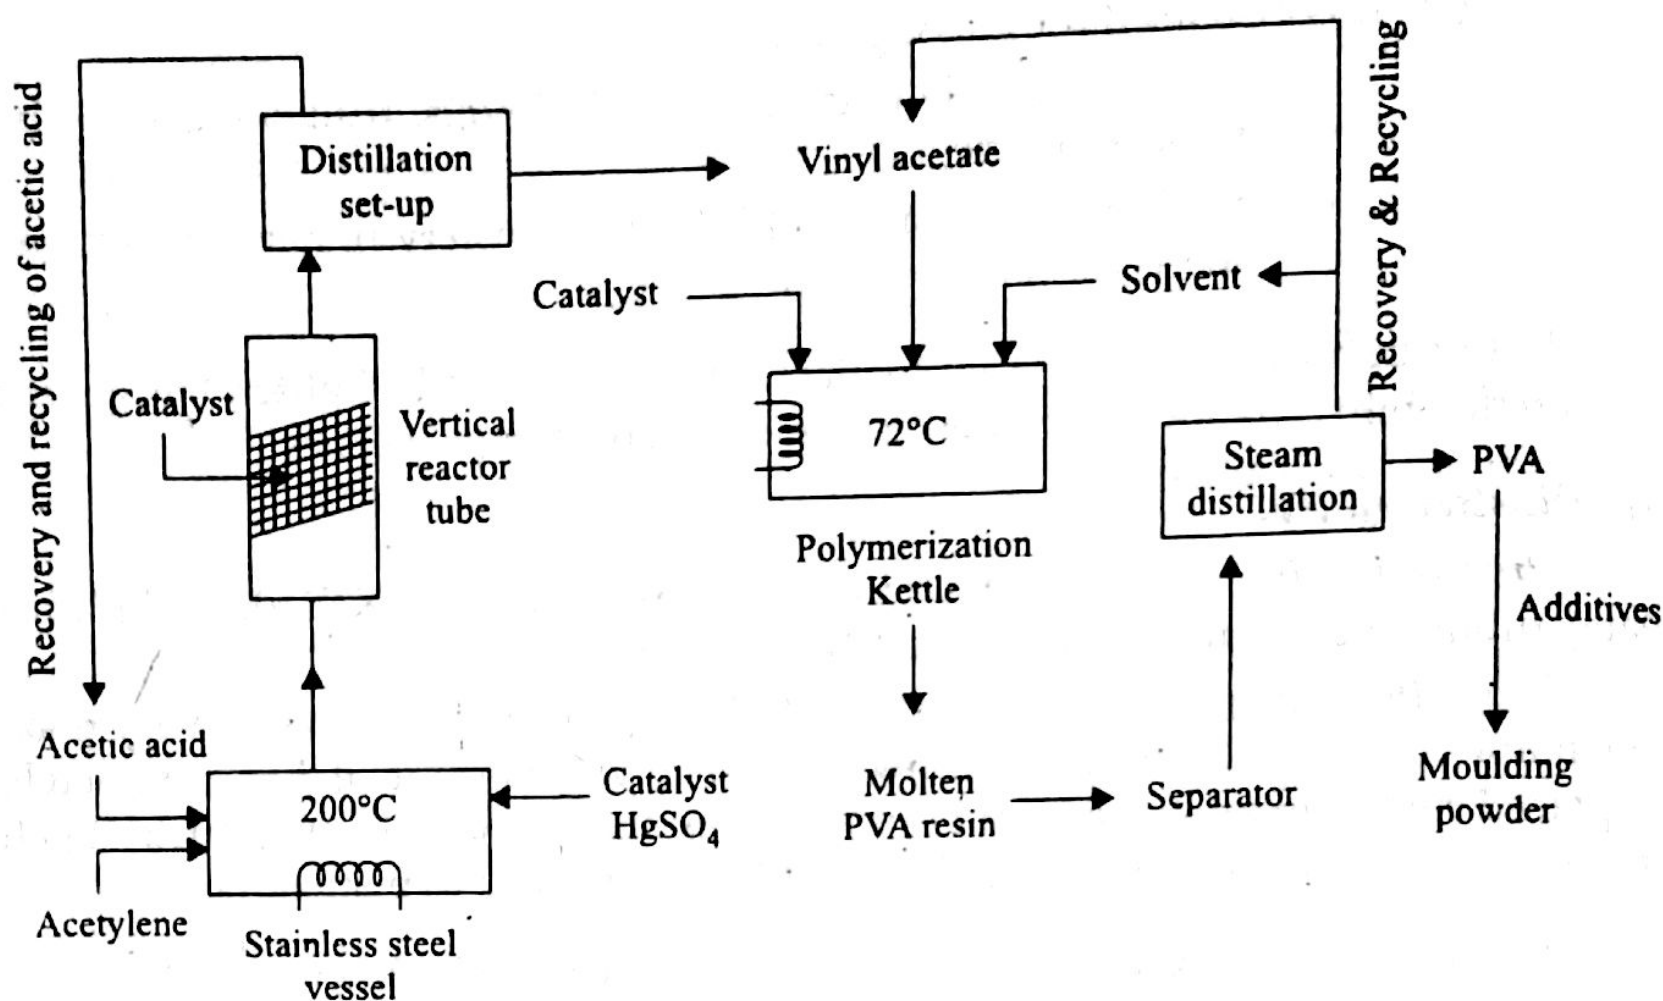 Recovery and recycling of acetic acid
Distillation
set-up
Vinyl acetate
Recovery & Recycling
Catalyst
Solvent
Catalyst
Vertical
reactor
tube
72°C
Steam
distillation
PVA
Polymerization
Kettle
Additives
Acetic acid
200°C
Catalyst
HgSO₄
Molten
PVA resin
Separator
Moulding
powder
Acetylene
Stainless steel
vessel